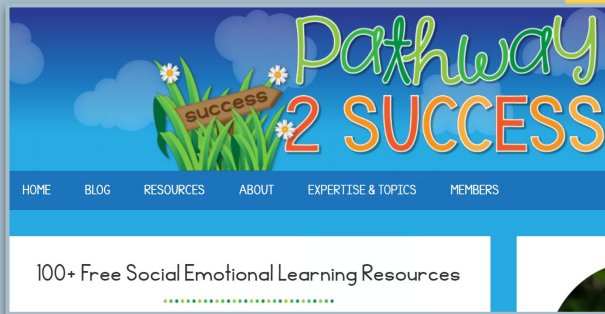 Pathway
success
2 SUCCESS
HOME BLOG RESOURCES ABOUT EXPERTISE & TOPICS MEMBERS
100+ Free Social Emotional Learning Resources